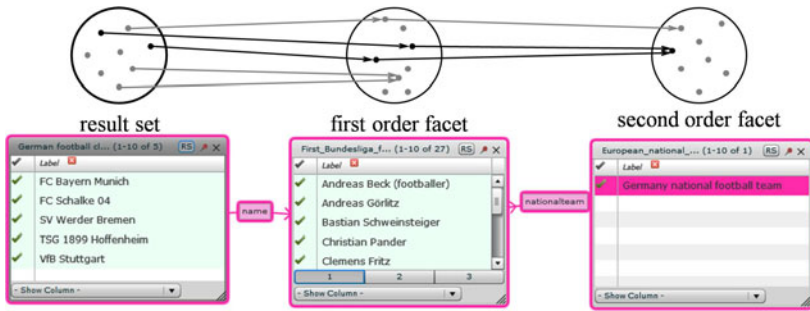 result set
first order facet
second order facet
German football cl... (1-10 of 5) RS
Label
FC Bayern Munich
FC Schalke 04
SV Werder Bremen
TSG 1899 Hoffenheim
VfB Stuttgart
- Show Column -
name
First_Bundesliga_f... (1-10 of 27) RS
Label
Andreas Beck (footballer)
Andreas Görlitz
Bastian Schweinsteiger
Christian Pander
Clemens Fritz
1 2 3
- Show Column -
nationalteam
European_national_... (1-10 of 1) RS
Label
Germany national football team
- Show Column -